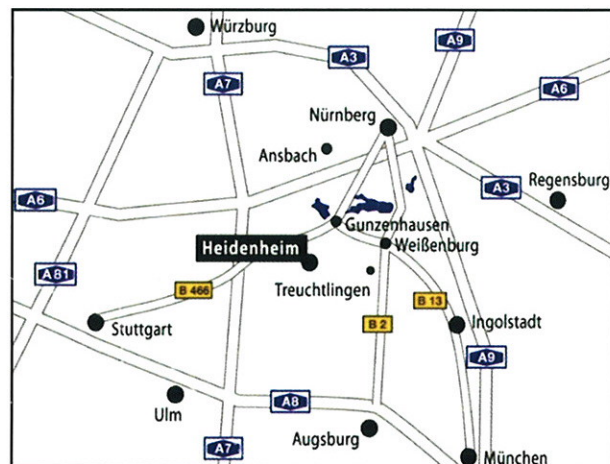 Würzburg
A9
A3
A7
A6
Nürnberg
Ansbach
A3
Regensburg
A6
Gunzenhausen
Heidenheim
Weißenburg
A81
Treuchtlingen
B 466
B 13
Stuttgart
B 2
Ingolstadt
A9
Ulm
A8
Augsburg
A7
München